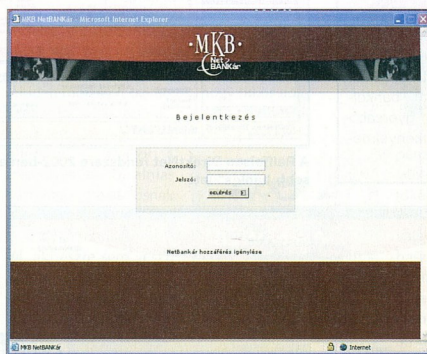 MKB NetBANKár - Microsoft Internet Explorer
•MKB•
Net
BANKár
Bejelentkezés
Azonosító:
Jelszó:
BELÉPÉS
NetBankár hozzáférés igénylése
MKB NetBANKár
Internet